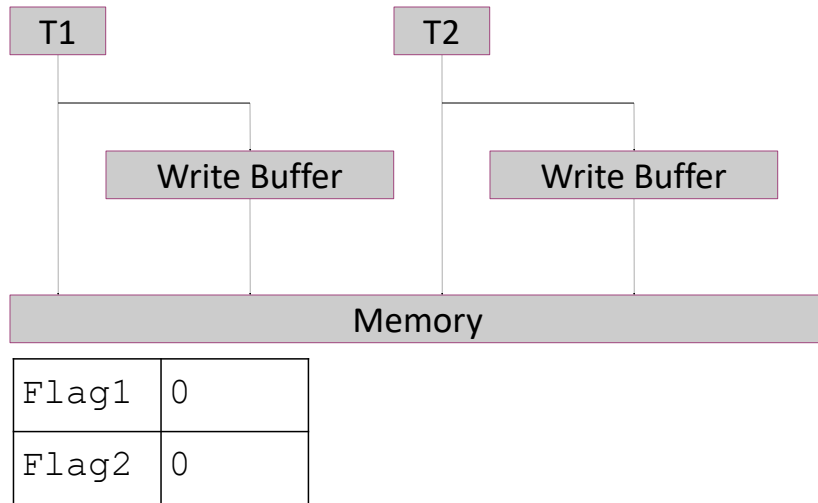 T1 T2
Write Buffer Write Buffer
Memory
Flag1 0
Flag2 0